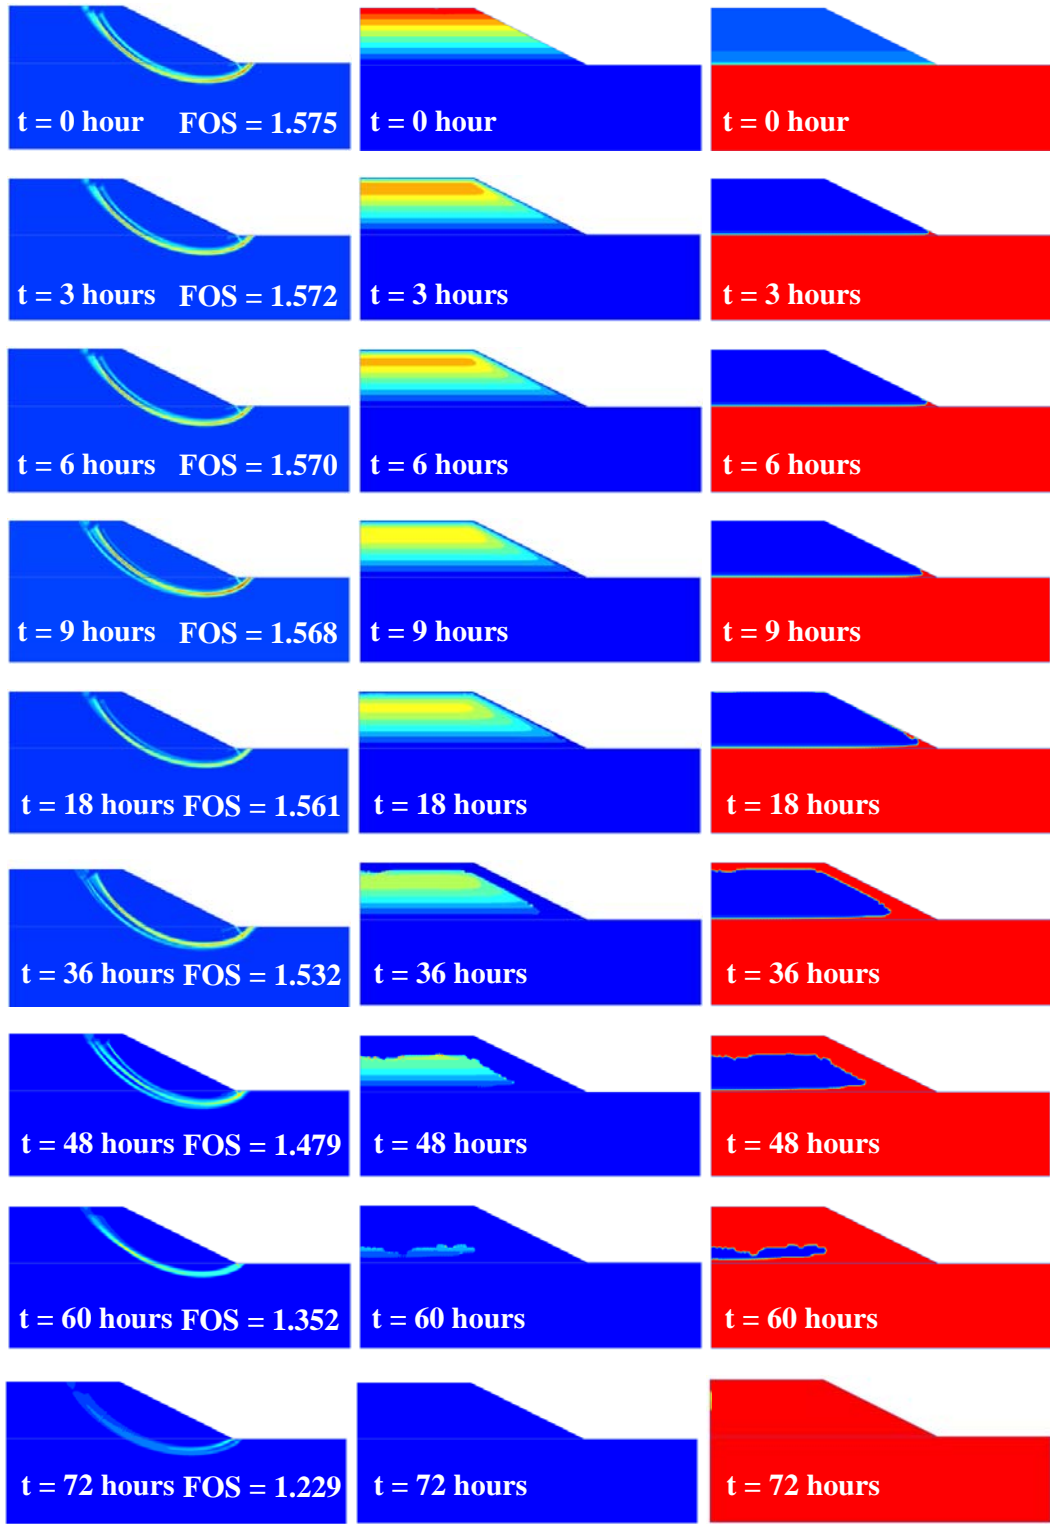 t = 0 hour FOS = 1.575 t = 0 hour t = 0 hour
t = 3 hours FOS = 1.572 t = 3 hours t = 3 hours
t = 6 hours FOS = 1.570 t = 6 hours t = 6 hours
t = 9 hours FOS = 1.568 t = 9 hours t = 9 hours
t = 18 hours FOS = 1.561 t = 18 hours t = 18 hours
t = 36 hours FOS = 1.532 t = 36 hours t = 36 hours
t = 48 hours FOS = 1.479 t = 48 hours t = 48 hours
t = 60 hours FOS = 1.352 t = 60 hours t = 60 hours
t = 72 hours FOS = 1.229 t = 72 hours t = 72 hours